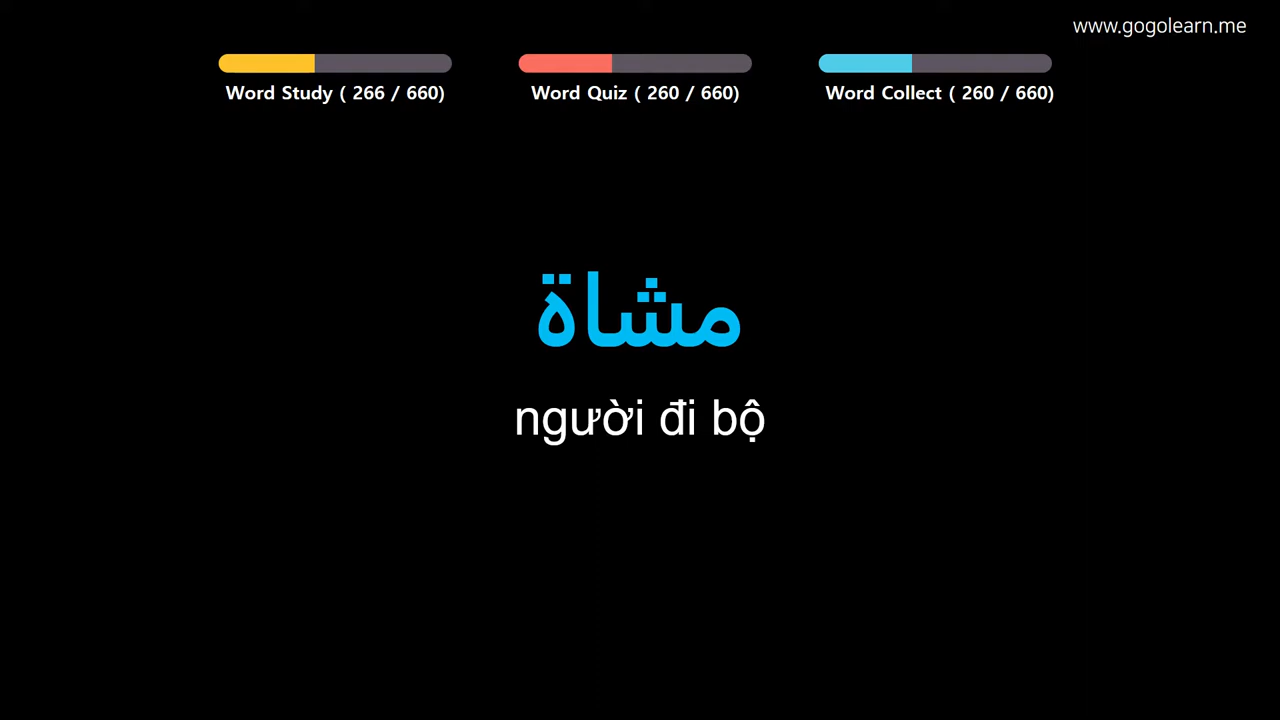 www.gogolearn.me
Word Study ( 266 / 660)
Word Quiz ( 260 / 660)
Word Collect ( 260 / 660)
مشاة
người đi bộ